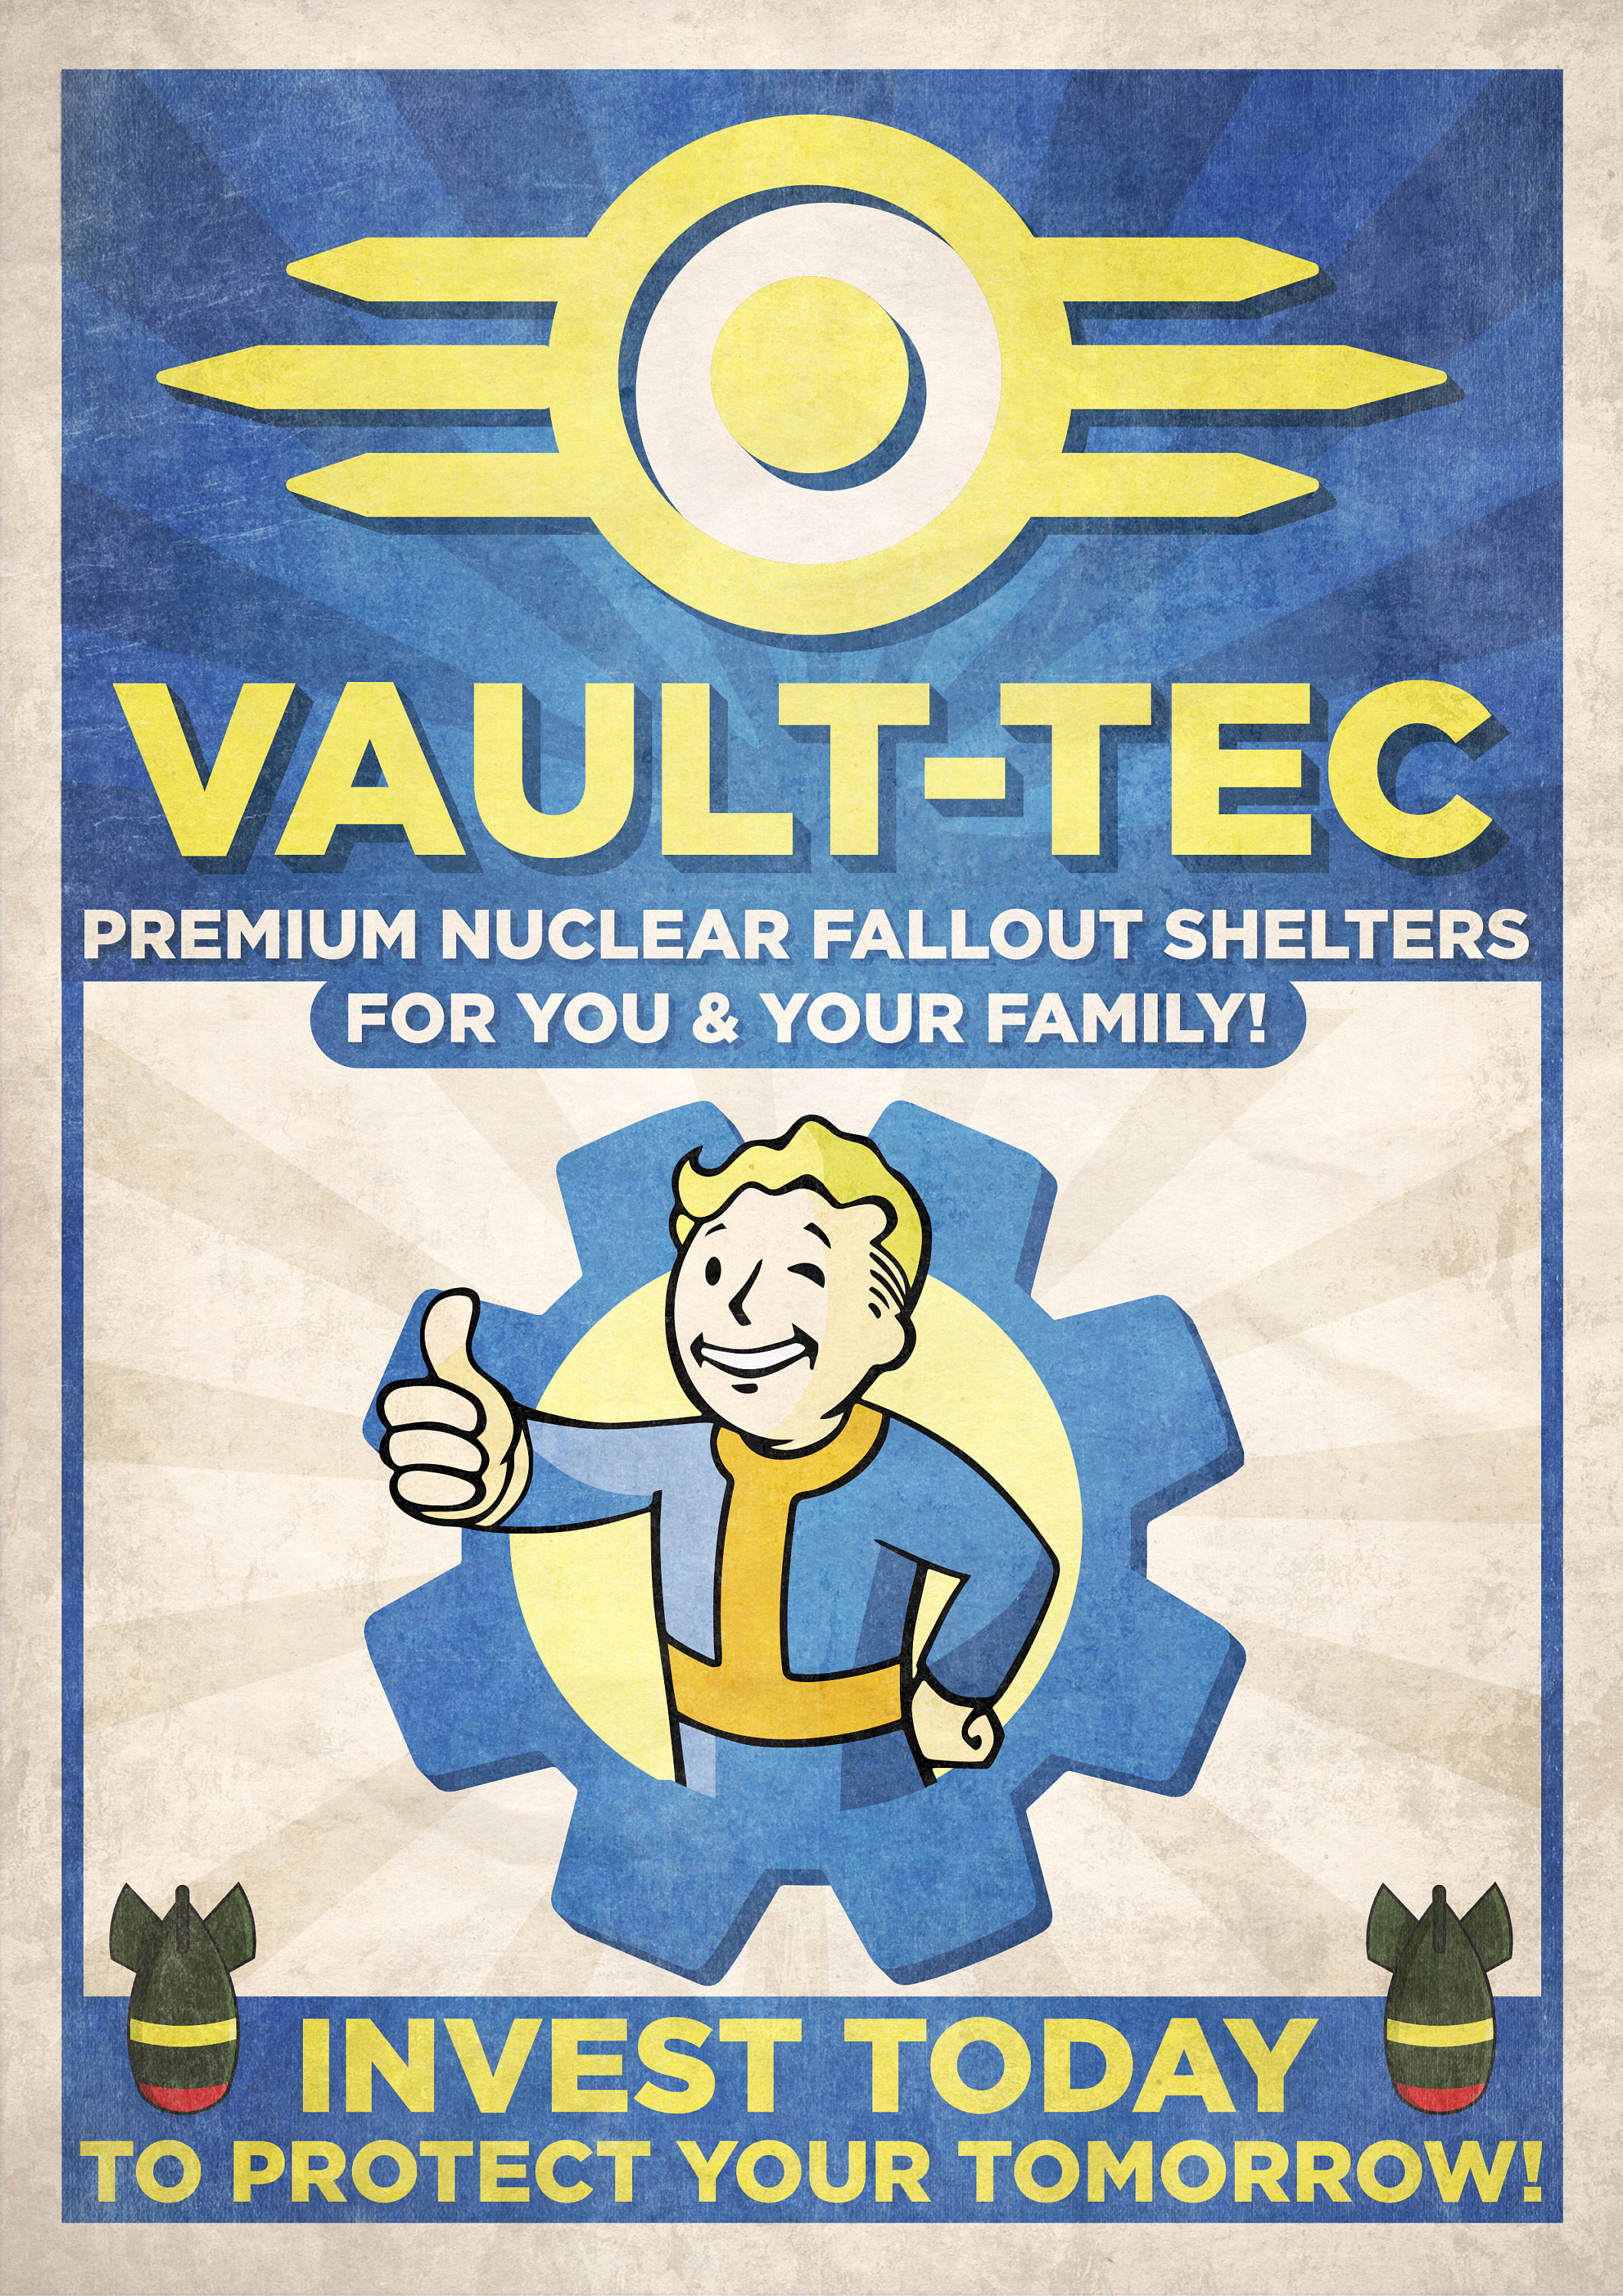 VAULT-TEC
PREMIUM NUCLEAR FALLOUT SHELTERS
FOR YOU & YOUR FAMILY!
INVEST TODAY
TO PROTECT YOUR TOMORROW!